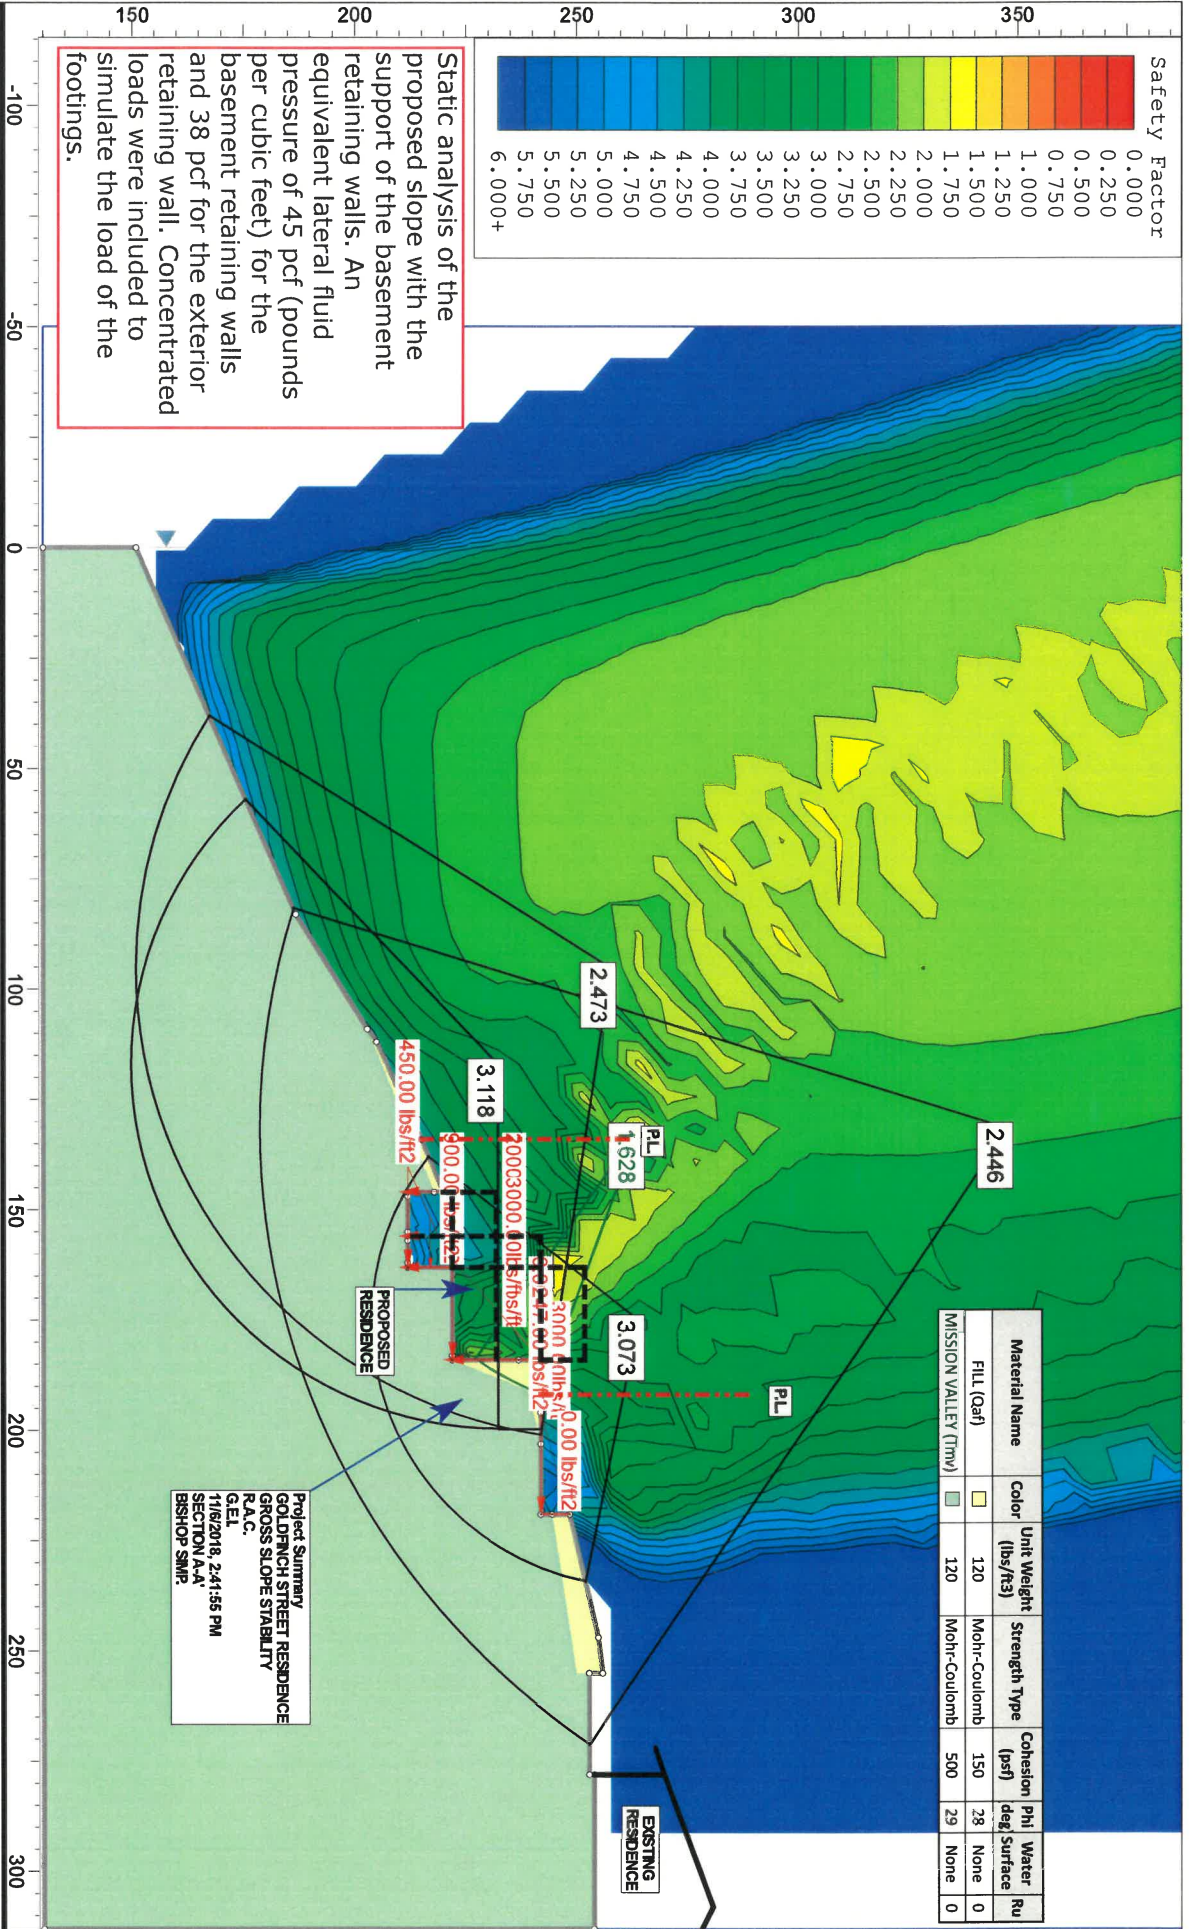 Safety Factor
0.000
0.250
0.500
0.750
1.000
1.250
1.500
1.750
2.000
2.250
2.500
2.750
3.000
3.250
3.500
3.750
4.000
4.250
4.500
4.750
5.000
5.250
5.500
5.750
6.000+
Static analysis of the
proposed slope with the
support of the basement
retaining walls. An
equivalent lateral fluid
pressure of 45 pcf (pounds
per cubic feet) for the
basement retaining walls
and 38 pcf for the exterior
retaining wall. Concentrated
loads were included to
simulate the load of the
footings.
Material Name Color Unit Weight (lbs/ft3) Strength Type Cohesion (psf) Phi deg Water Surface Ru
FILL (Qaf) 120 Mohr-Coulomb 150 28 None 0
MISSION VALLEY (Tmv) 120 Mohr-Coulomb 500 29 None 0
2.446
2.473
P.L.
1.628
3.118
3.073
P.L.
450.00 lbs/ft2
900.00 lbs/ft2
0.00 lbs/ft2
PROPOSED
RESIDENCE
EXISTING
RESIDENCE
Project Summary
GOLDFINCH STREET RESIDENCE
GROSS SLOPE STABILITY
R.A.C.
G.E.I.
11/6/2018, 2:41:55 PM
SECTION A-A'
BISHOP SIMP.
150
200
250
300
350
-100
-50
0
50
100
150
200
250
300